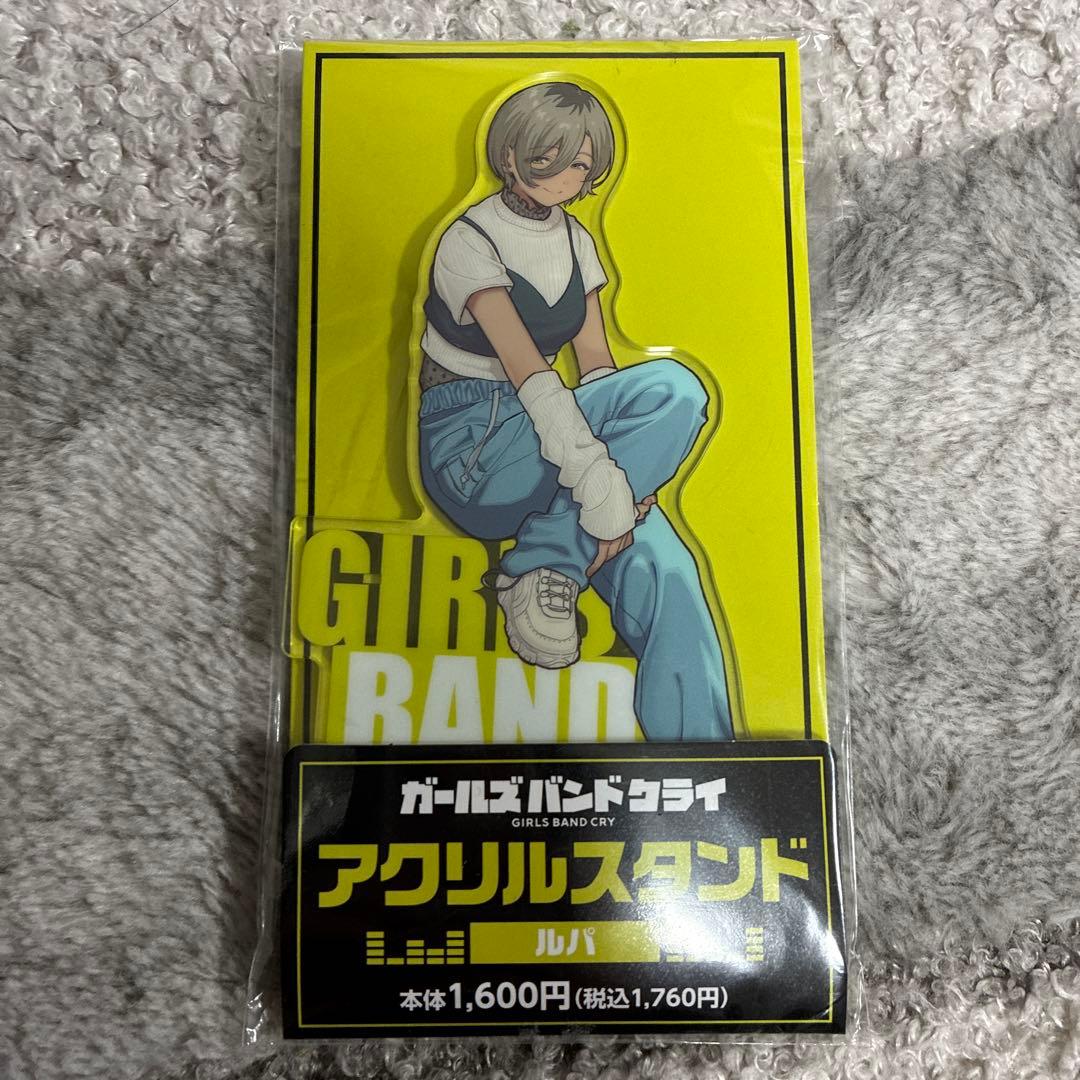 GIRLS
BAND
ガールズバンドクライ
GIRLS BAND CRY
アクリルスタンド
ルパ
本体1,600円(税込1,760円)